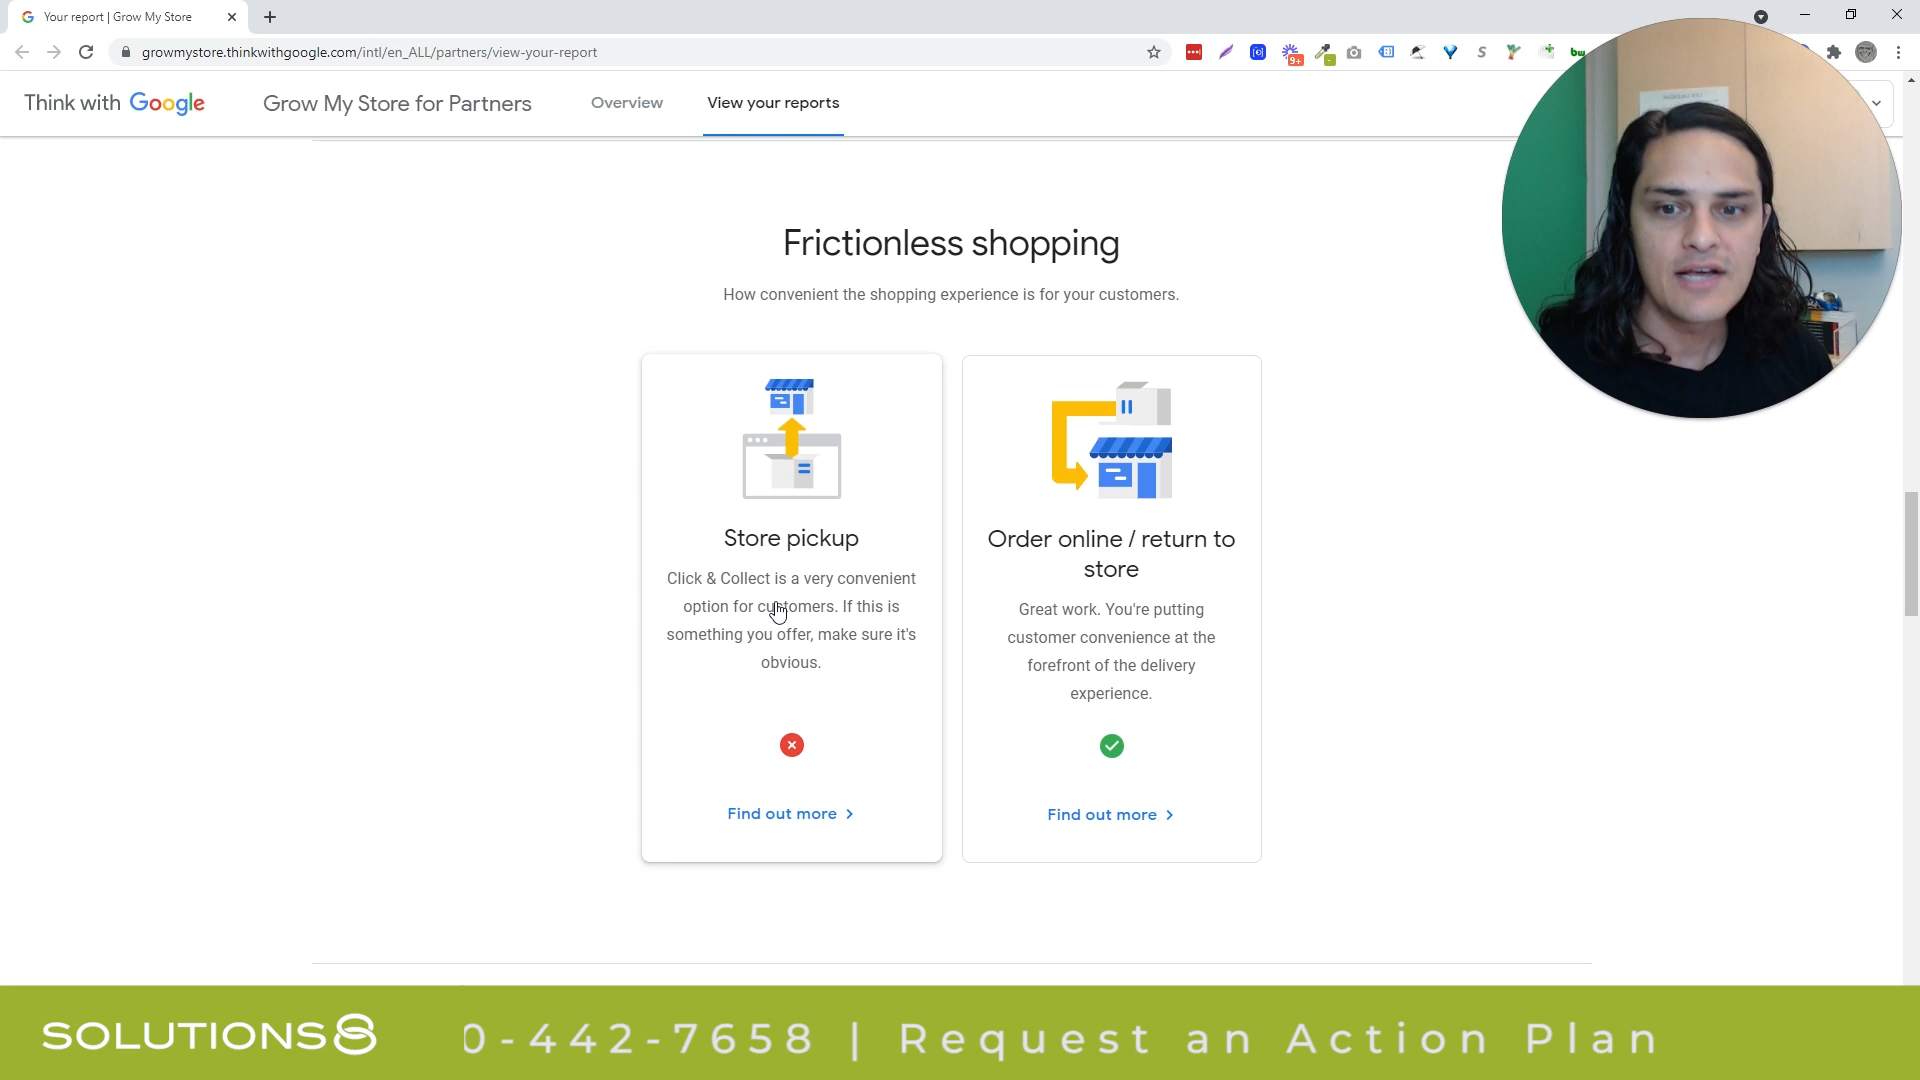 Your report | Grow My Store
growmystore.thinkwithgoogle.com/intl/en_ALL/partners/view-your-report
9+
Think with Google
Grow My Store for Partners
Overview
View your reports
Frictionless shopping
How convenient the shopping experience is for your customers.
Store pickup
Click & Collect is a very convenient
option for customers. If this is
something you offer, make sure it's
obvious.
Find out more
Order online / return to
store
Great work. You're putting
customer convenience at the
forefront of the delivery
experience.
Find out more
SOLUTIONS8
0-442-7658 | Request an Action Plan